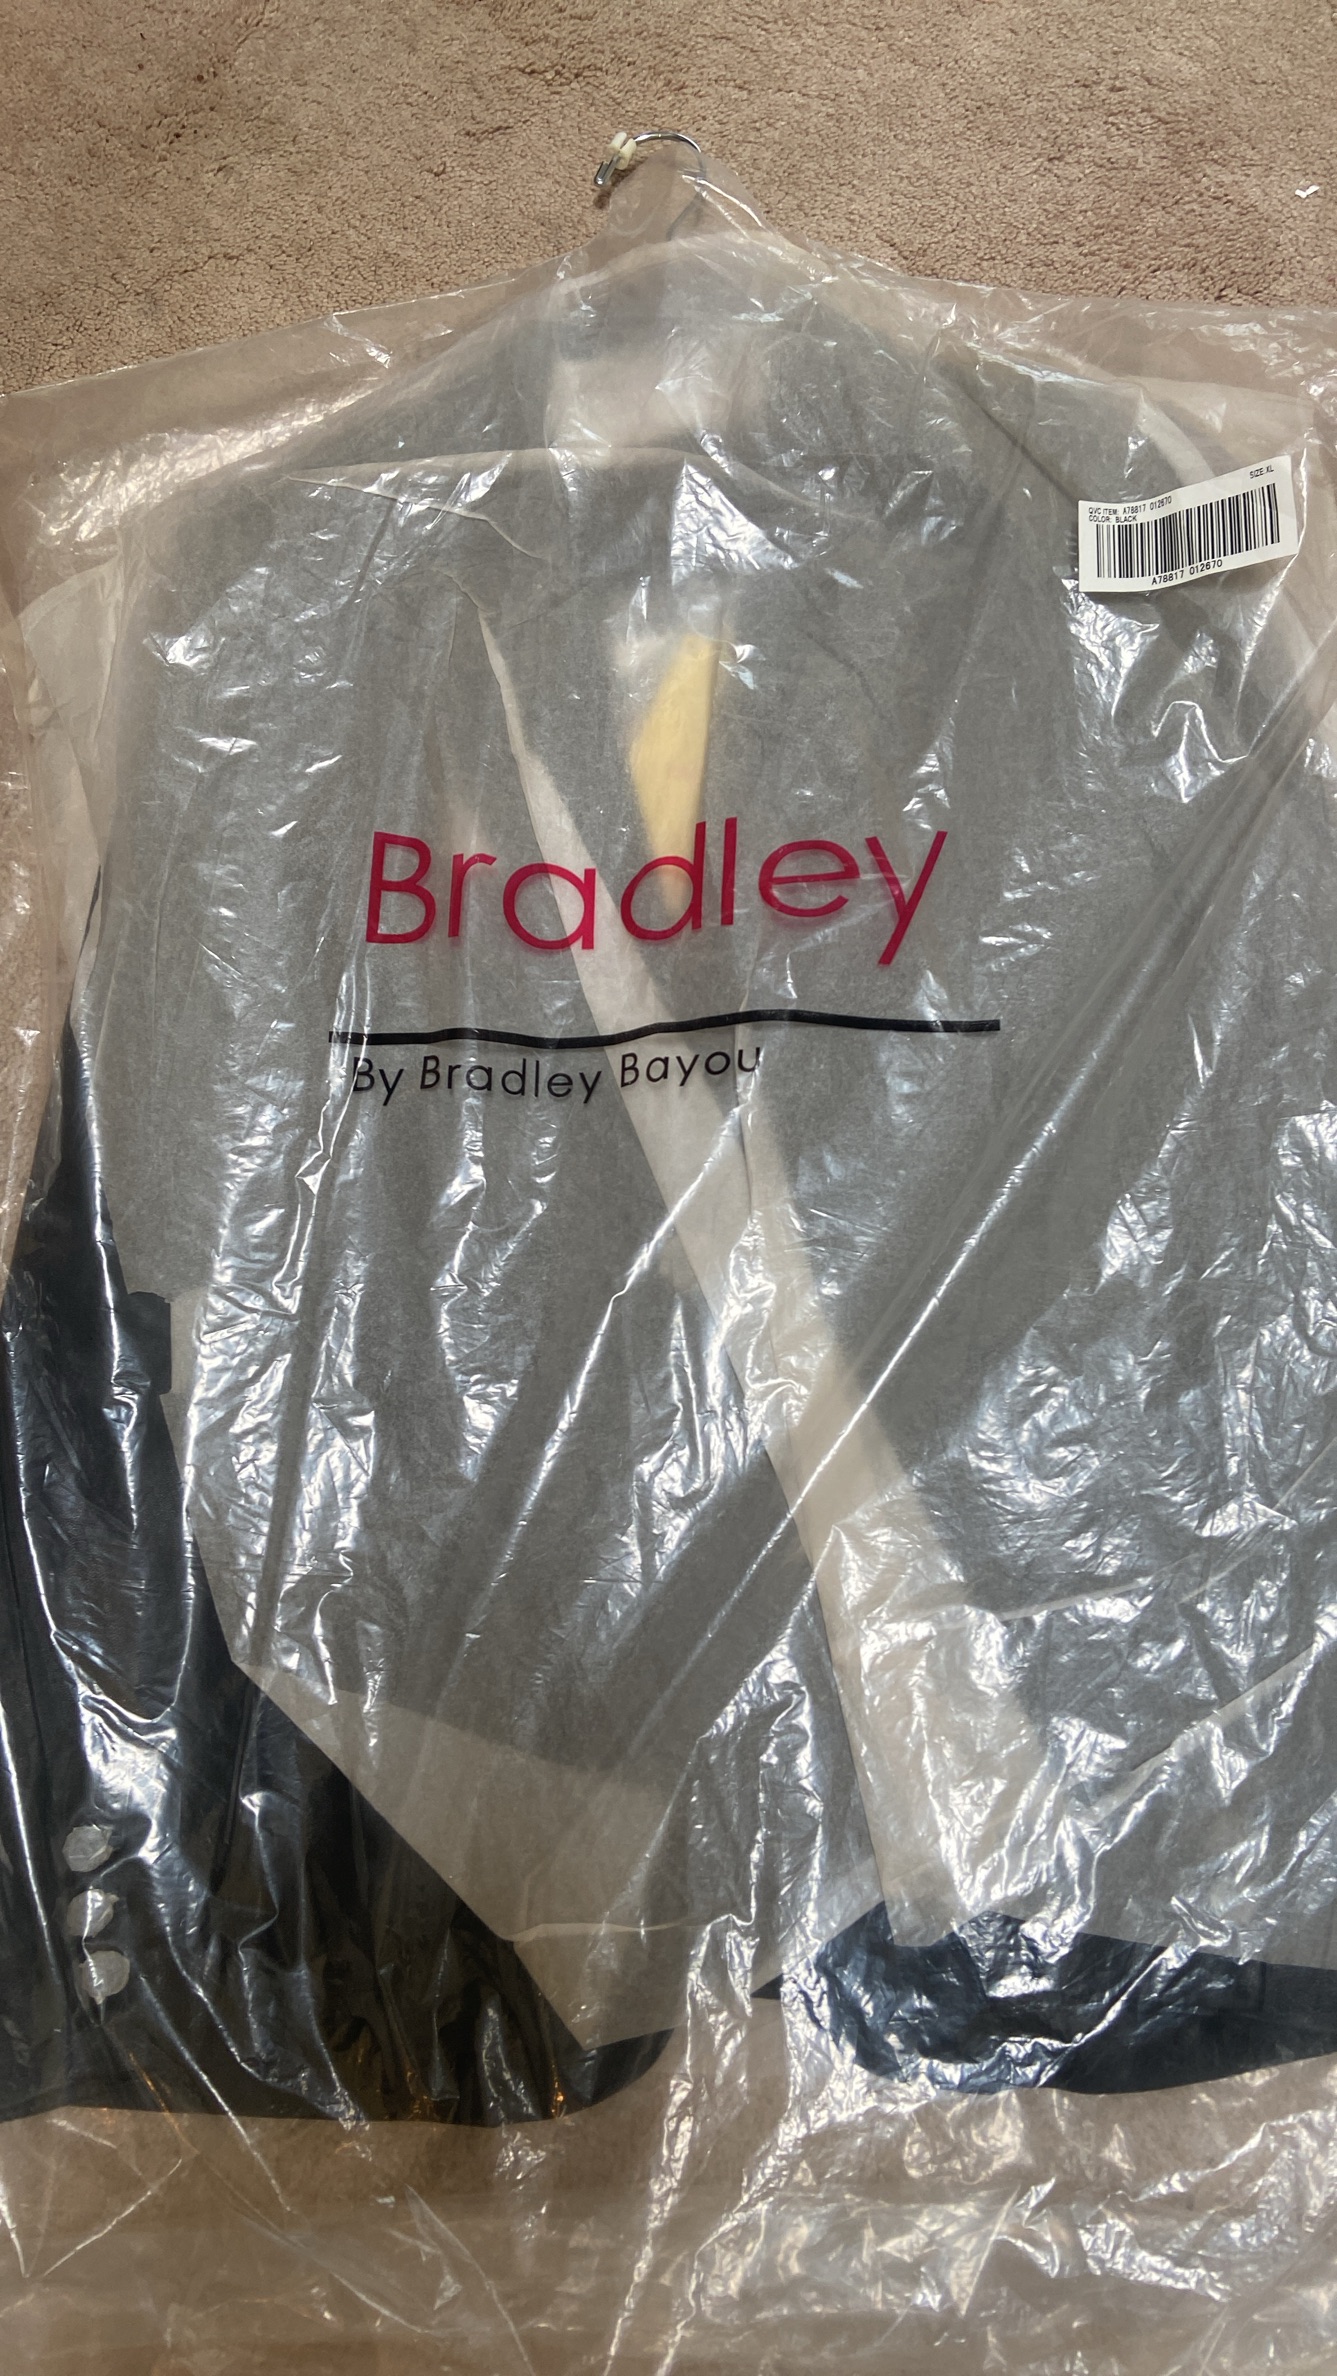 SIZE: XL
QVC ITEM: A78817 012670
COLOR: BLACK
A78817 012670
Bradley
By Bradley Bayou